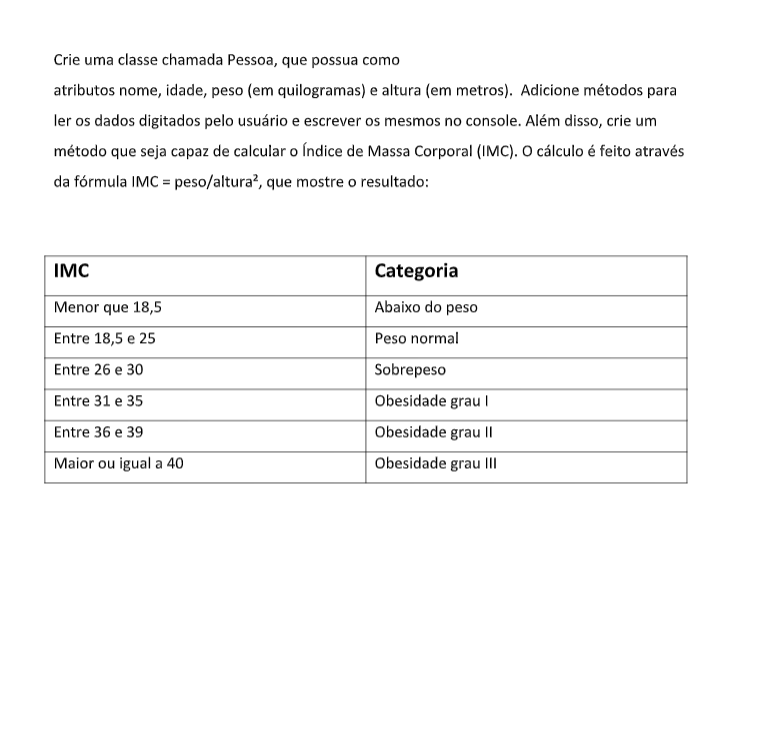 Crie uma classe chamada Pessoa, que possua como
atributos nome, idade, peso (em quilogramas) e altura (em metros).  Adicione métodos para
ler os dados digitados pelo usuário e escrever os mesmos no console. Além disso, crie um
método que seja capaz de calcular o Índice de Massa Corporal (IMC). O cálculo é feito através
da fórmula IMC = peso/altura², que mostre o resultado:
IMC Categoria
Menor que 18,5 Abaixo do peso
Entre 18,5 e 25 Peso normal
Entre 26 e 30 Sobrepeso
Entre 31 e 35 Obesidade grau I
Entre 36 e 39 Obesidade grau II
Maior ou igual a 40 Obesidade grau III